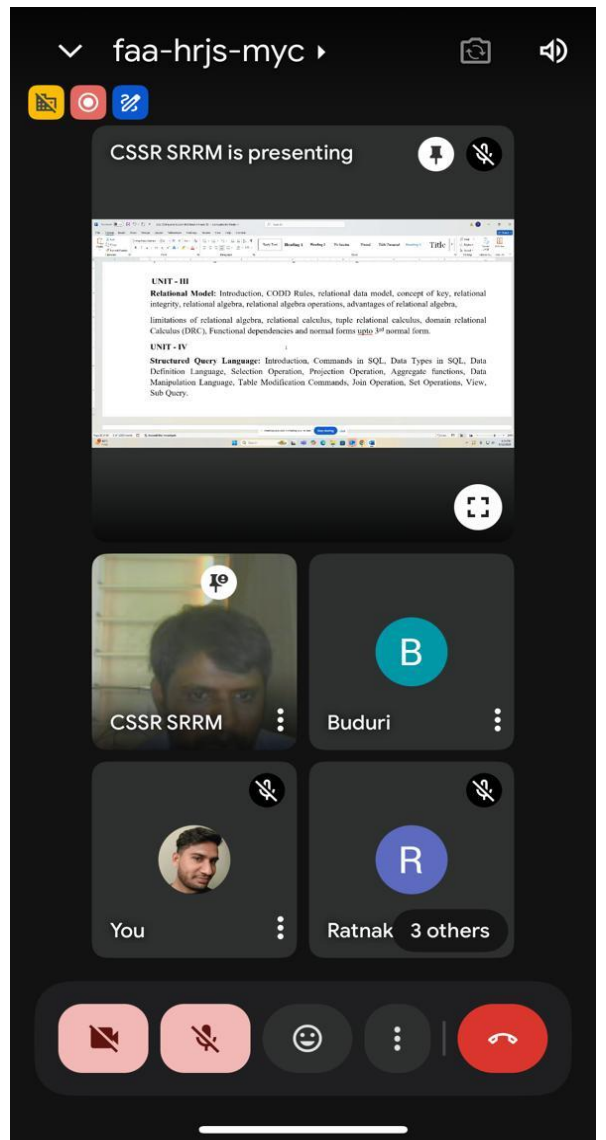 faa-hrjs-myc
CSSR SRRM is presenting
Title
UNIT - III
Relational Model: Introduction, CODD Rules, relational data model, concept of key, relational
integrity, relational algebra, relational algebra operations, advantages of relational algebra,
limitations of relational algebra, relational calculus, tuple relational calculus, domain relational
Calculus (DRC), Functional dependencies and normal forms upto 3rd normal form.
UNIT - IV
Structured Query Language: Introduction, Commands in SQL, Data Types in SQL, Data
Definition Language, Selection Operation, Projection Operation, Aggregate functions, Data
Manipulation Language, Table Modification Commands, Join Operation, Set Operations, View,
Sub Query.
CSSR SRRM
B
Buduri
You
R
Ratnak
3 others